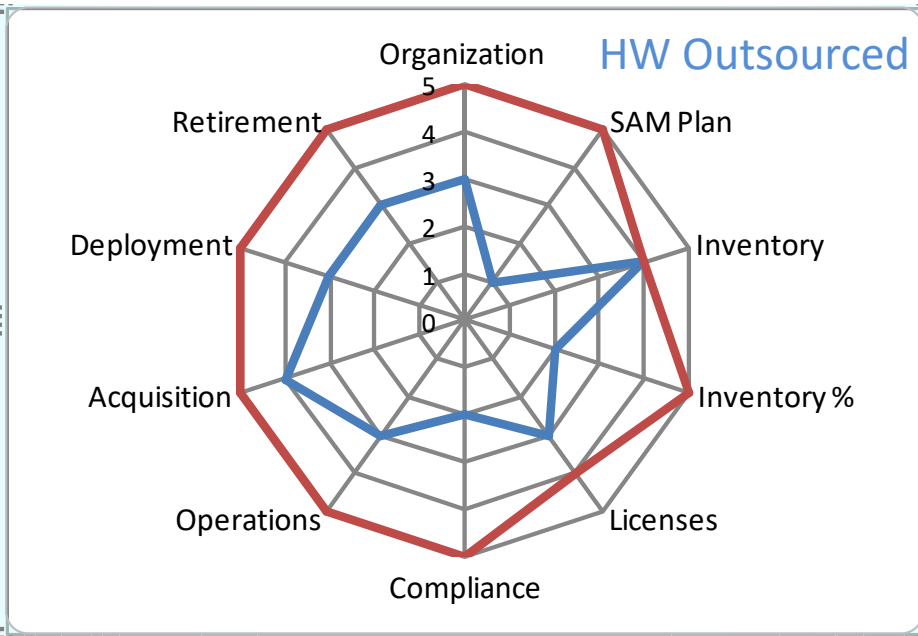 HW Outsourced
Organization
SAM Plan
Inventory
Inventory %
Licenses
Compliance
Operations
Acquisition
Deployment
Retirement
5
4
3
2
1
0